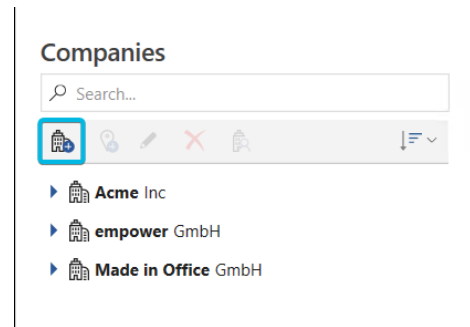 Companies
Search...
Acme Inc
empower GmbH
Made in Office GmbH